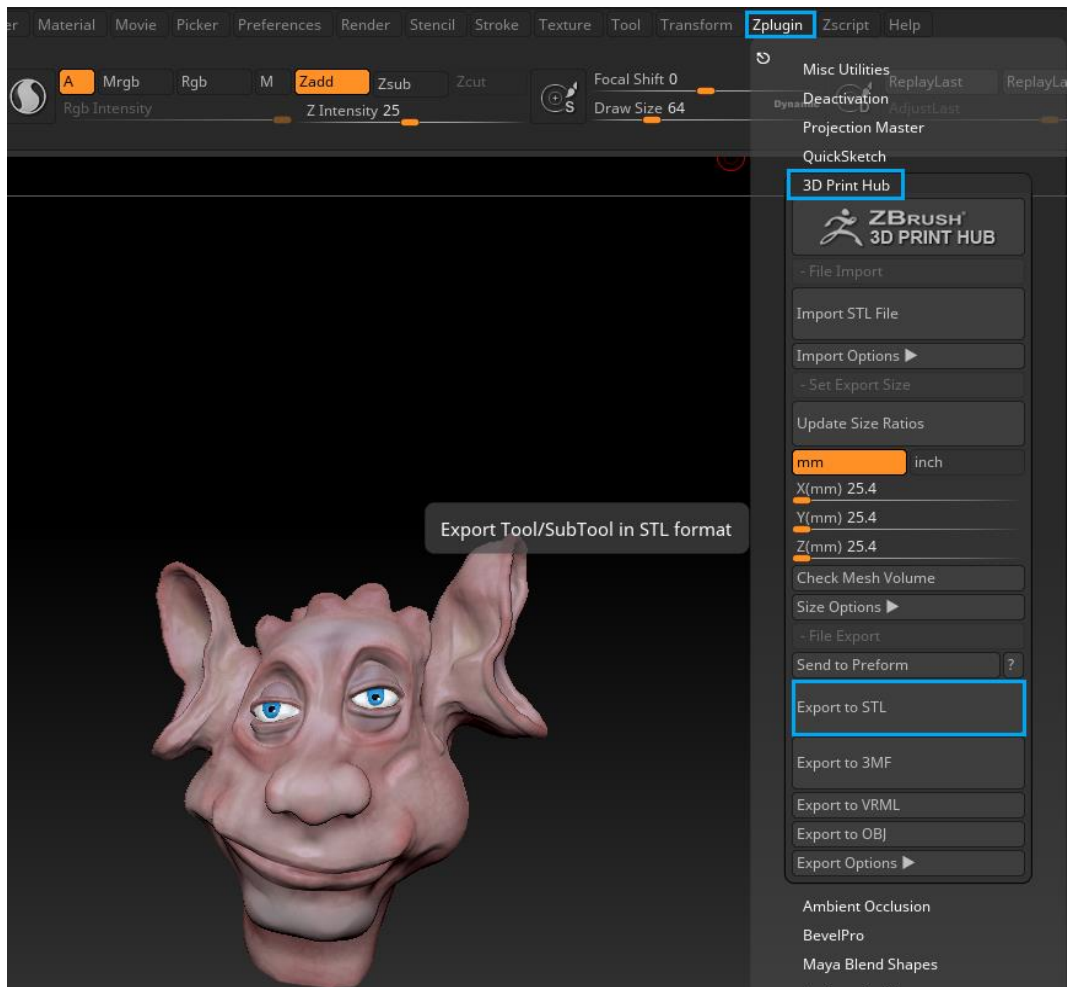 er Material Movie Picker Preferences Render Stencil Stroke Texture Tool Transform Zplugin Zscript Help
A Mrgb Rgb M Zadd Zsub Zcut Focal Shift 0
Rgb Intensity Z Intensity 25 S Draw Size 64
Misc Utilities
ReplayLast ReplayLa
Deactivation
D AdjustLast
Projection Master
QuickSketch
3D Print Hub
ZBRUSH
3D PRINT HUB
- File Import
Import STL File
Import Options
- Set Export Size
Update Size Ratios
mm inch
X(mm) 25.4
Y(mm) 25.4
Export Tool/SubTool in STL format
Z(mm) 25.4
Check Mesh Volume
Size Options
- File Export
Send to Preform ?
Export to STL
Export to 3MF
Export to VRML
Export to OBJ
Export Options
Ambient Occlusion
BevelPro
Maya Blend Shapes